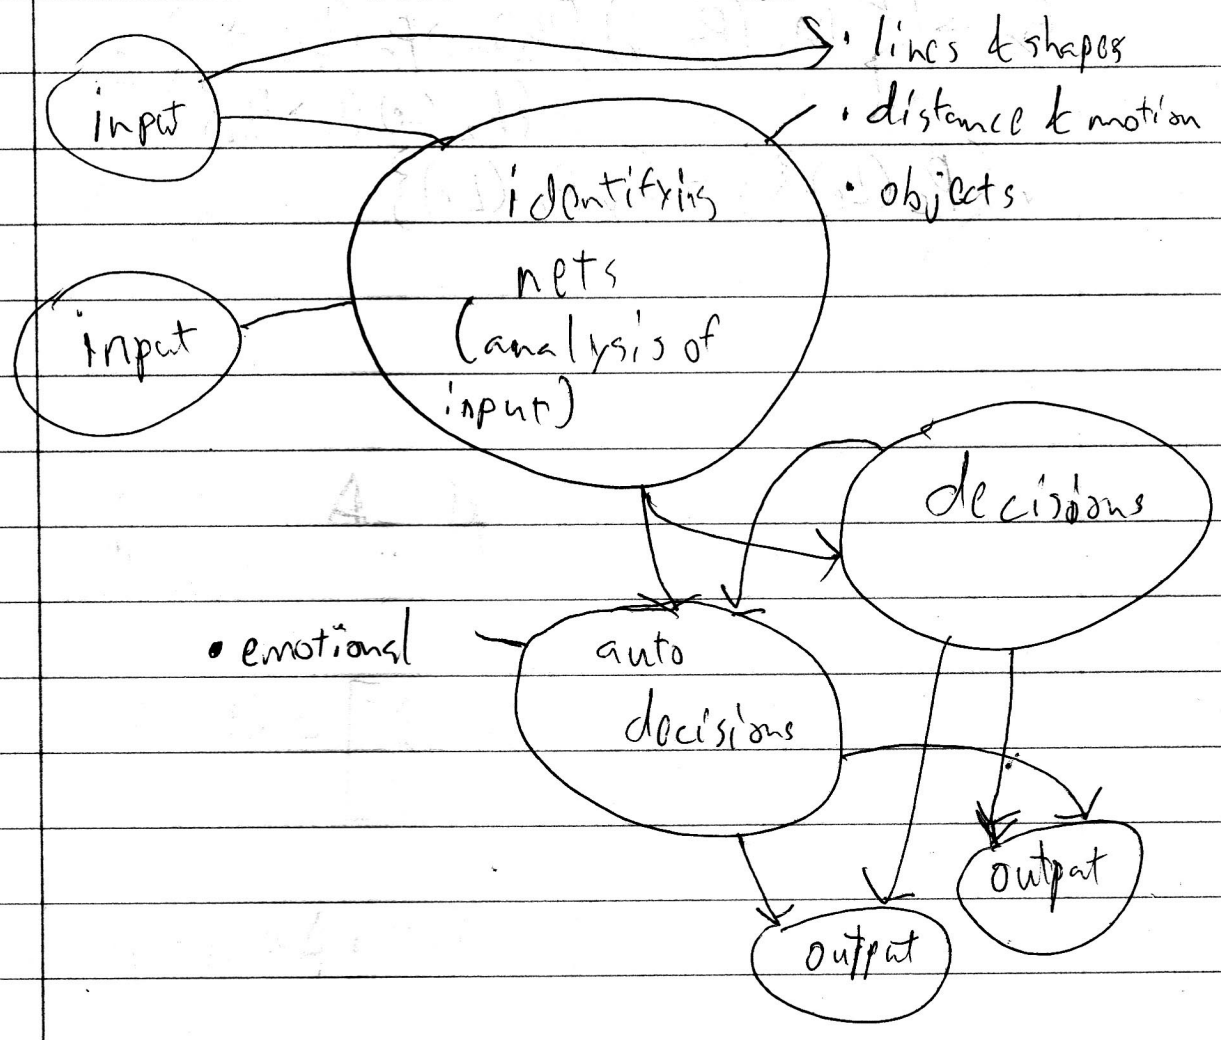 input
• lines & shapes
• distance & motion
• objects
identifying
nets
(analysis of
input)
input
decisions
• emotional
auto
decisions
output
output